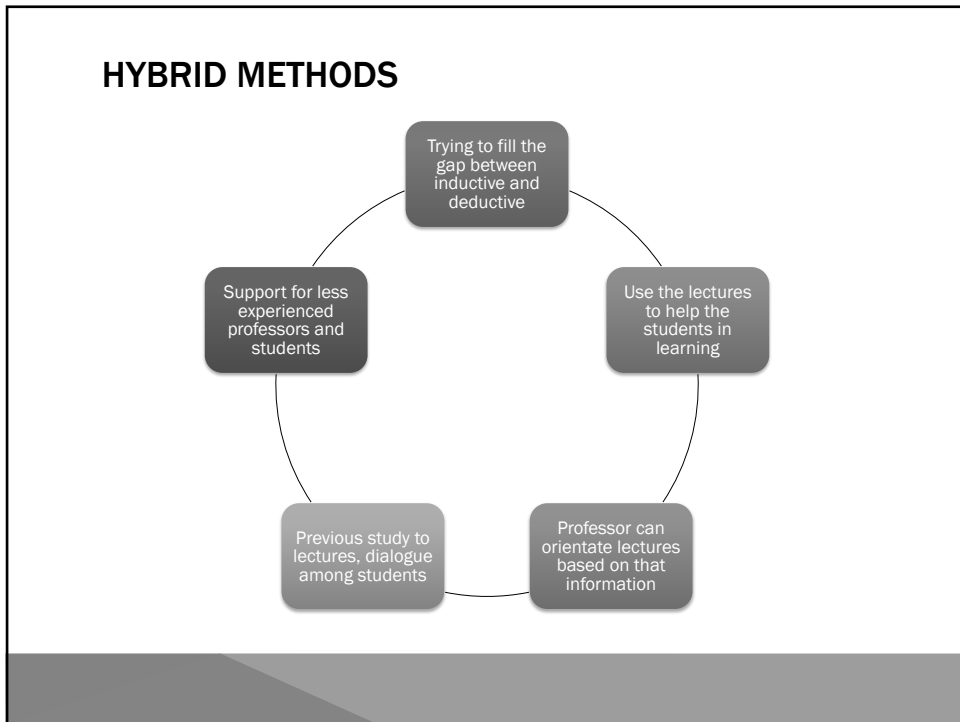 HYBRID METHODS
Trying to fill the
gap between
inductive and
deductive
Use the lectures
to help the
students in
learning
Professor can
orientate lectures
based on that
information
Previous study to
lectures, dialogue
among students
Support for less
experienced
professors and
students